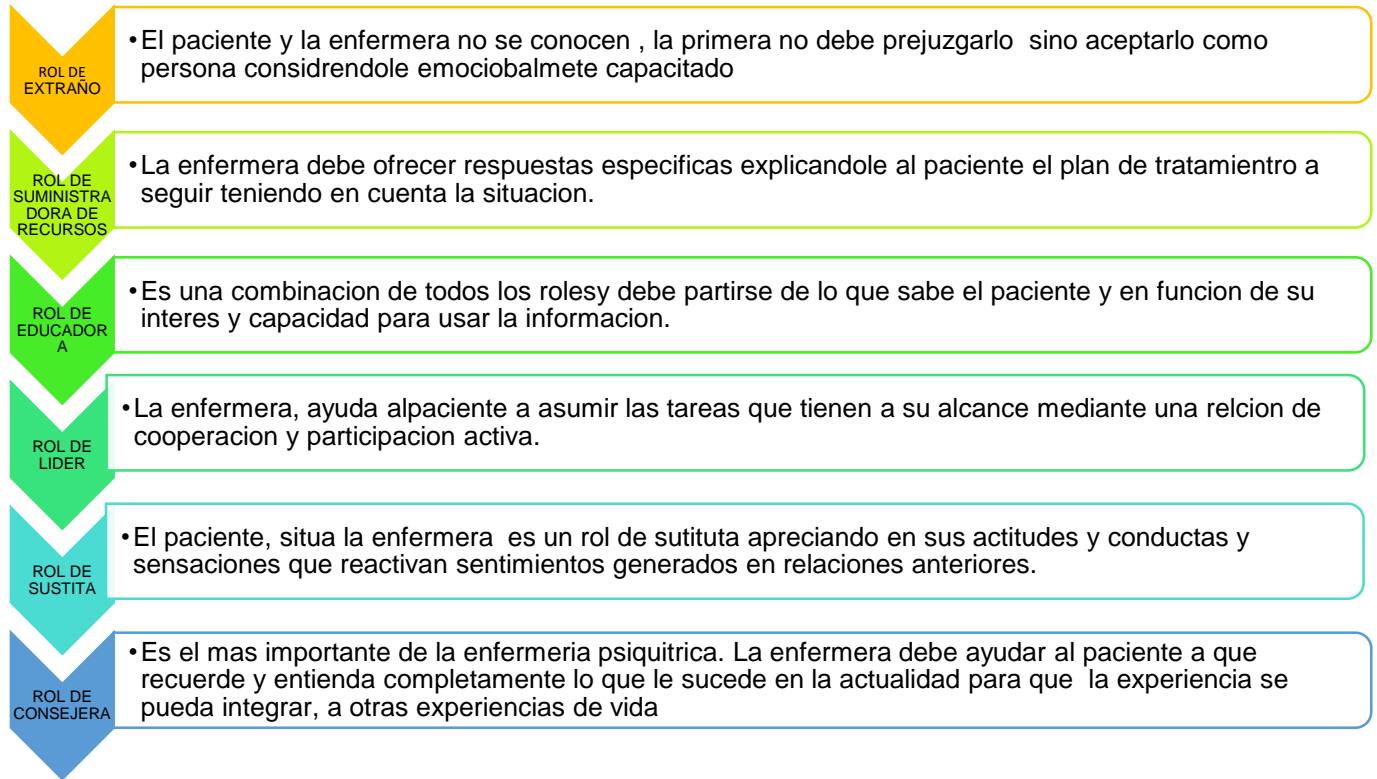 ROL DE
EXTRAÑO
•El paciente y la enfermera no se conocen , la primera no debe prejuzgarlo sino aceptarlo como
persona considrendole emociobalmete capacitado
ROL DE
SUMINISTRA
DORA DE
RECURSOS
•La enfermera debe ofrecer respuestas especificas explicandole al paciente el plan de tratamientro a
seguir teniendo en cuenta la situacion.
ROL DE
EDUCADOR
A
•Es una combinacion de todos los rolesy debe partirse de lo que sabe el paciente y en funcion de su
interes y capacidad para usar la informacion.
ROL DE
LIDER
•La enfermera, ayuda alpaciente a asumir las tareas que tienen a su alcance mediante una relcion de
cooperacion y participacion activa.
ROL DE
SUSTITA
•El paciente, situa la enfermera es un rol de sutituta apreciando en sus actitudes y conductas y
sensaciones que reactivan sentimientos generados en relaciones anteriores.
ROL DE
CONSEJERA
•Es el mas importante de la enfermeria psiquitrica. La enfermera debe ayudar al paciente a que
recuerde y entienda completamente lo que le sucede en la actualidad para que la experiencia se
pueda integrar, a otras experiencias de vida